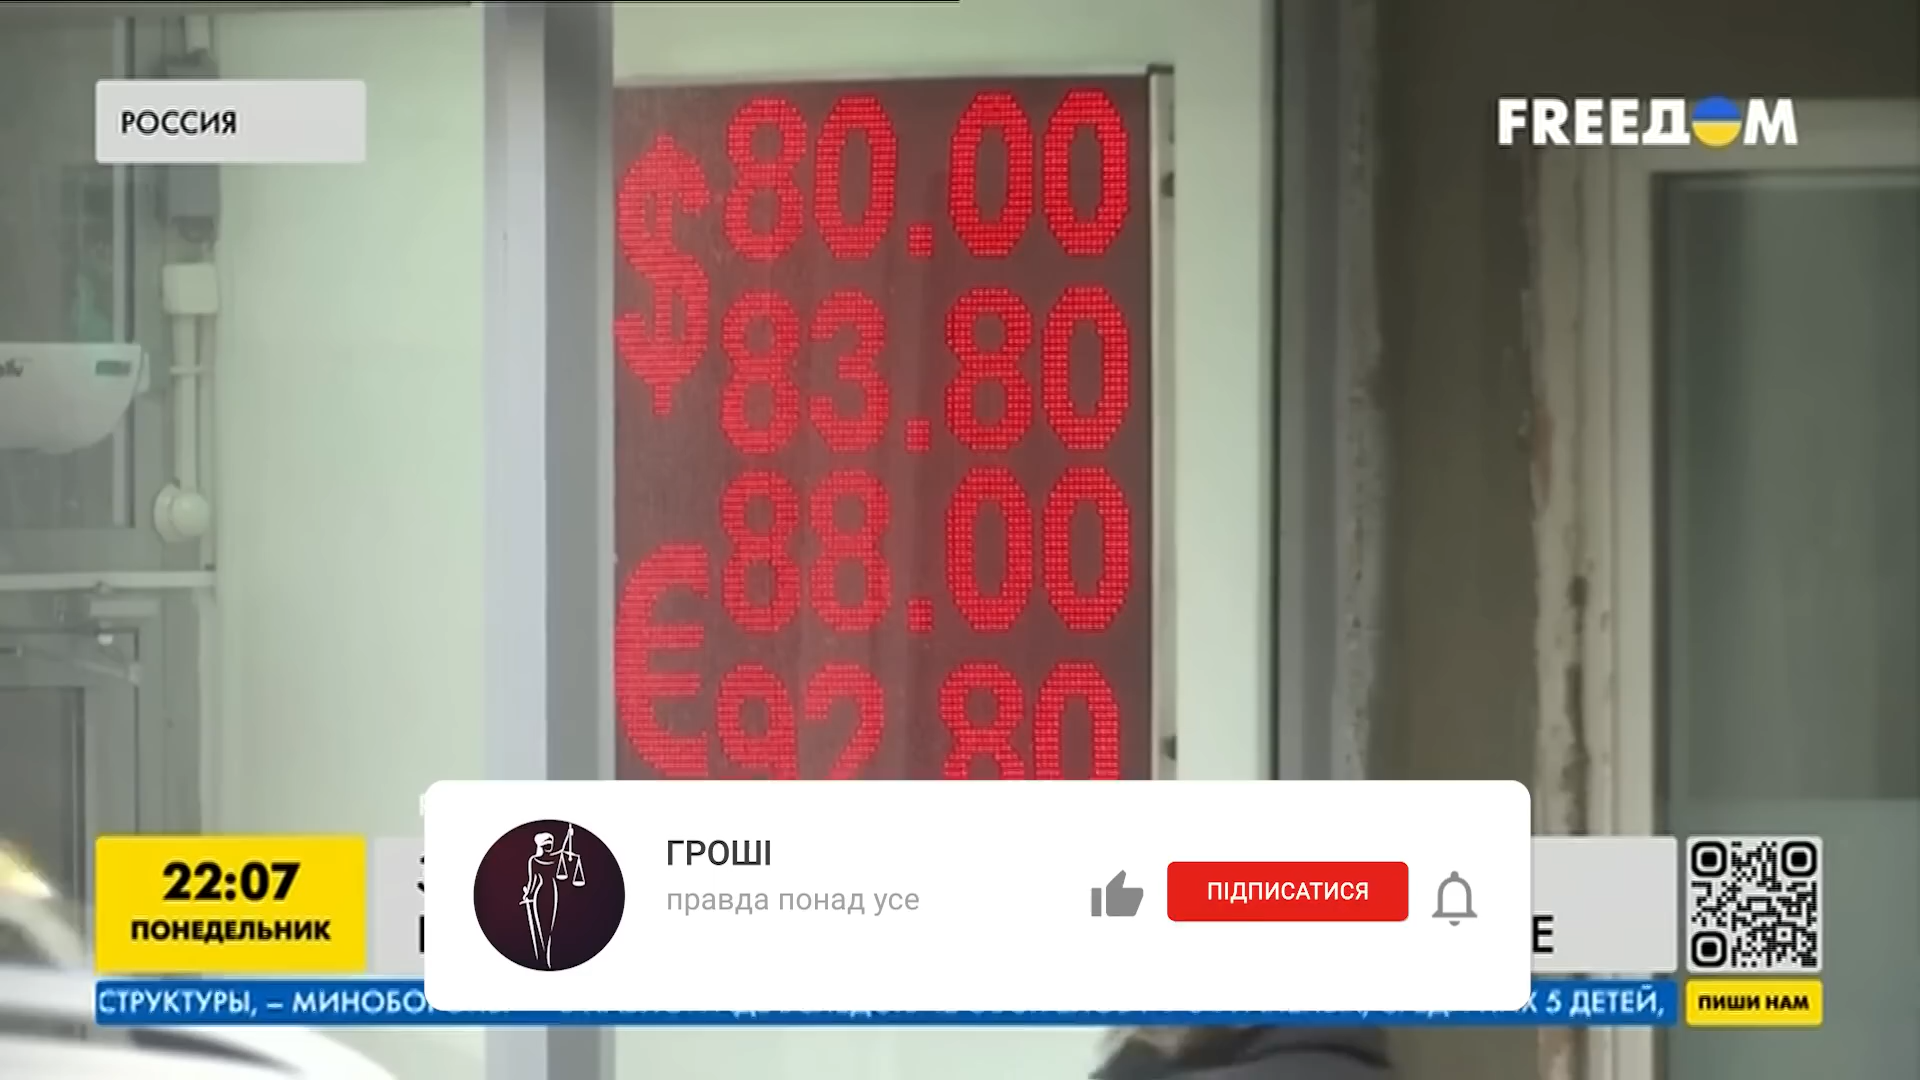 РОССИЯ
FREEДOM
$ 80.00
83.80
€ 88.00
92.80
22:07
ПОНЕДЕЛЬНИК
ГРОШІ
правда понад усе
ПІДПИСАТИСЯ
СТРУКТУРЫ, – МИНОБО
5 ДЕТЕЙ,
ПИШИ НАМ